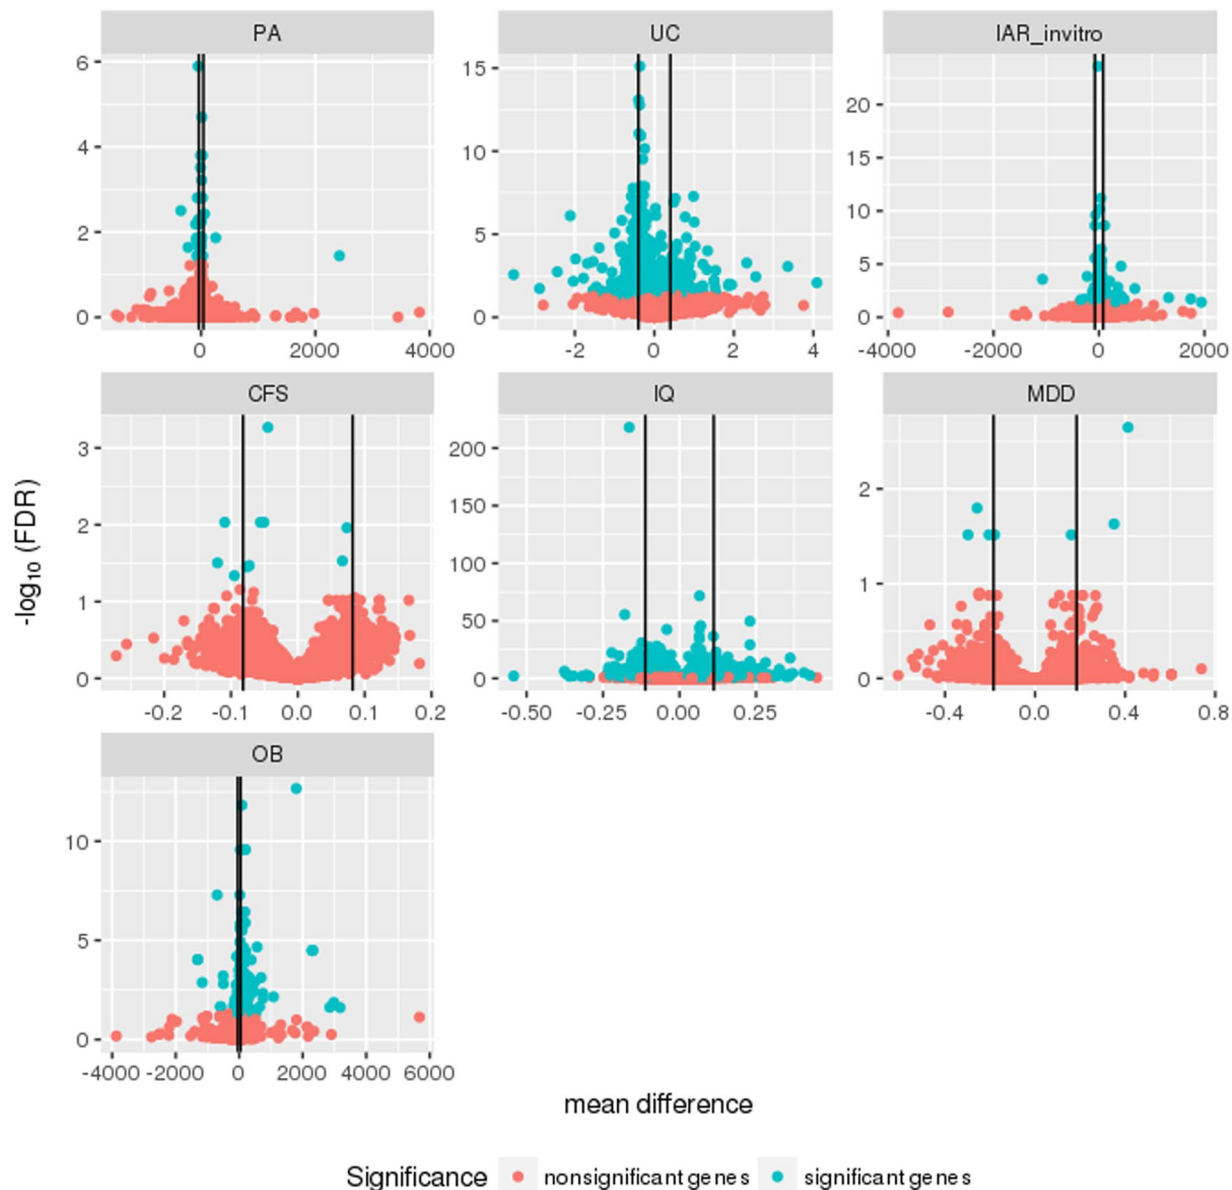 PA UC IAR_invitro
6
4
2
0
0 2000 4000
15
10
5
0
-2 0 2 4
20
15
10
5
0
-4000 -2000 0 2000
CFS IQ MDD
3
2
1
0
-0.2 -0.1 0.0 0.1 0.2
200
150
100
50
0
-0.50 -0.25 0.00 0.25
2
1
0
-0.4 0.0 0.4 0.8
OB
10
5
0
-4000 -2000 0 2000 4000 6000
-log₁₀ (FDR)
mean difference
Significance nonsignificant genes significant genes